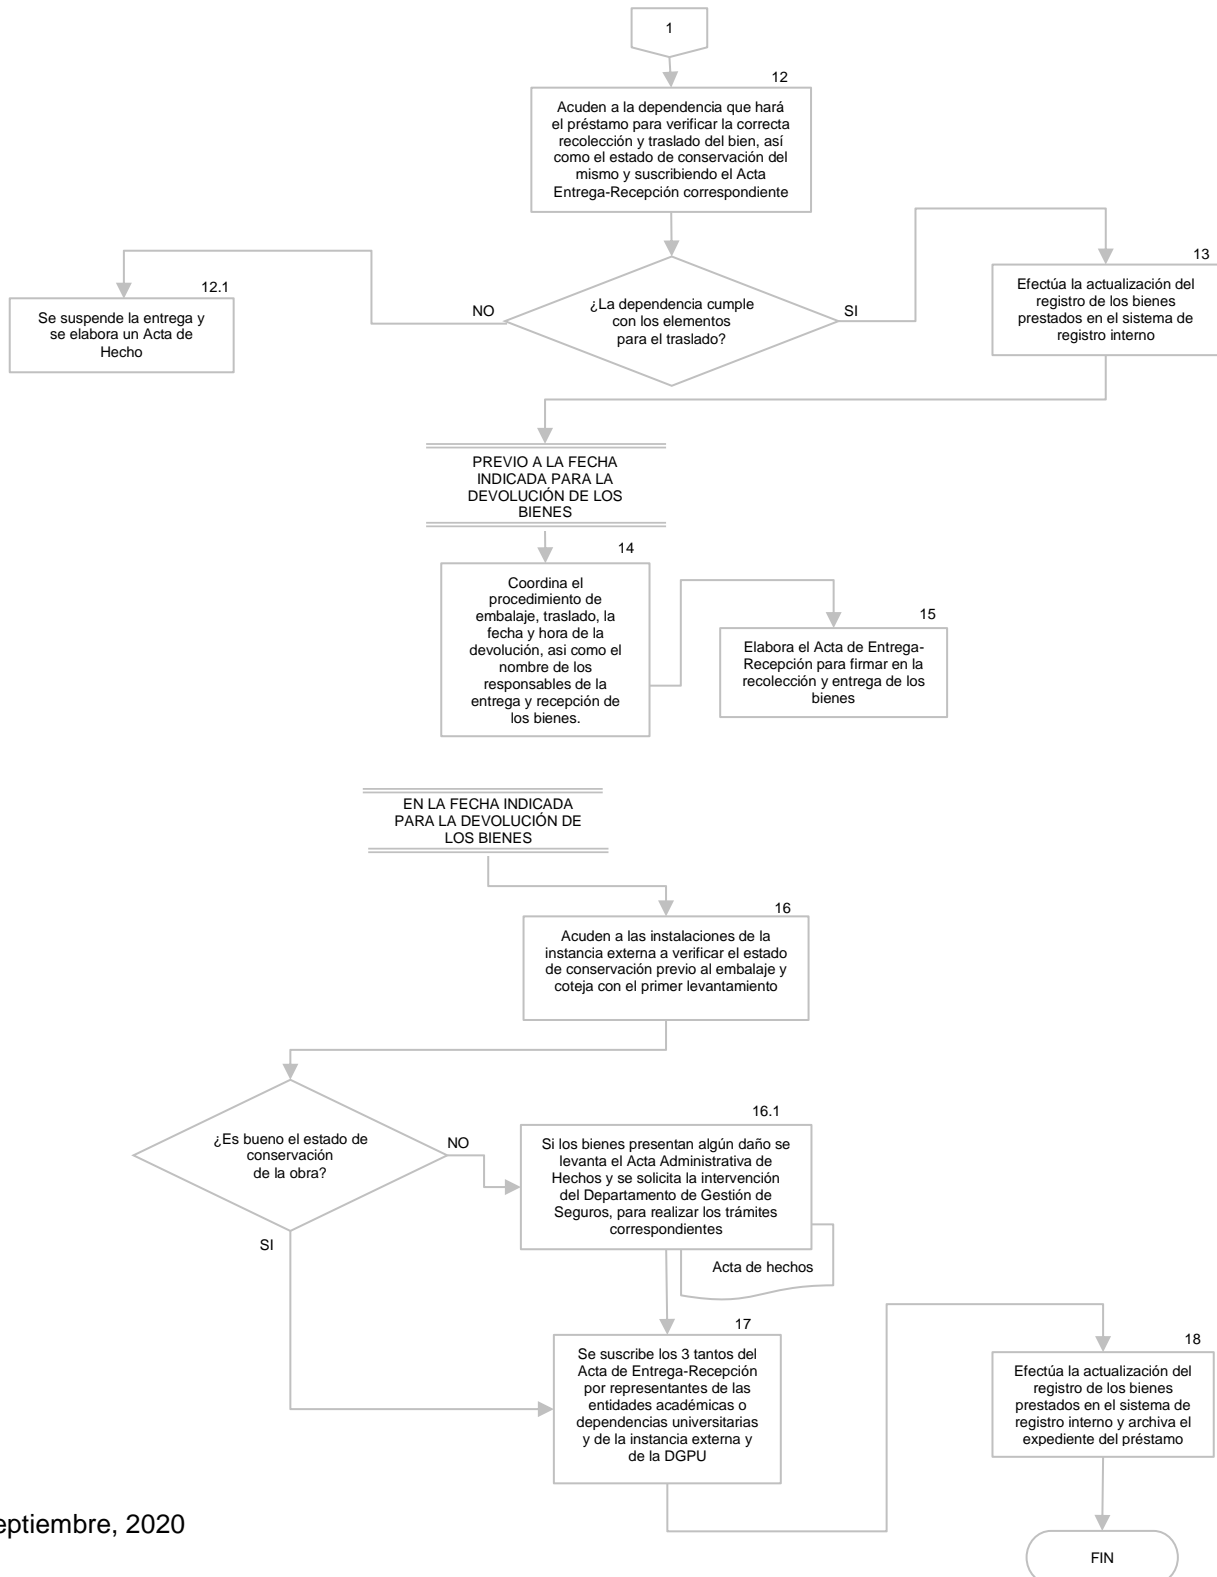 1
12
Acuden a la dependencia que hará
el préstamo para verificar la correcta
recolección y traslado del bien, así
como el estado de conservación del
mismo y suscribiendo el Acta
Entrega-Recepción correspondiente
12.1
Se suspende la entrega y
se elabora un Acta de
Hecho
NO
¿La dependencia cumple
con los elementos
para el traslado?
SI
13
Efectúa la actualización del
registro de los bienes
prestados en el sistema de
registro interno
PREVIO A LA FECHA
INDICADA PARA LA
DEVOLUCIÓN DE LOS
BIENES
14
Coordina el
procedimiento de
embalaje, traslado, la
fecha y hora de la
devolución, asi como el
nombre de los
responsables de la
entrega y recepción de
los bienes.
15
Elabora el Acta de Entrega-
Recepción para firmar en la
recolección y entrega de los
bienes
EN LA FECHA INDICADA
PARA LA DEVOLUCIÓN DE
LOS BIENES
16
Acuden a las instalaciones de la
instancia externa a verificar el estado
de conservación previo al embalaje y
coteja con el primer levantamiento
¿Es bueno el estado de
conservación
de la obra?
NO
SI
16.1
Si los bienes presentan algún daño se
levanta el Acta Administrativa de
Hechos y se solicita la intervención
del Departamento de Gestión de
Seguros, para realizar los trámites
correspondientes
Acta de hechos
17
Se suscribe los 3 tantos del
Acta de Entrega-Recepción
por representantes de las
entidades académicas o
dependencias universitarias
y de la instancia externa y
de la DGPU
18
Efectúa la actualización del
registro de los bienes
prestados en el sistema de
registro interno y archiva el
expediente del préstamo
FIN
eptiembre, 2020